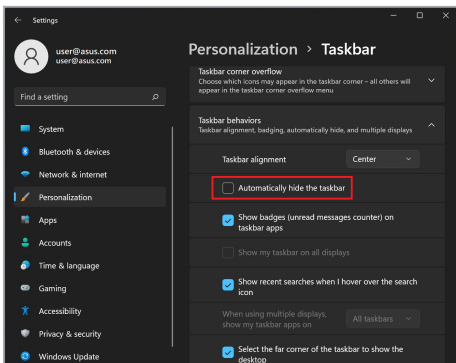 Settings
user@asus.com
user@asus.com
Find a setting
System
Bluetooth & devices
Network & internet
Personalization
Apps
Accounts
Time & language
Gaming
Accessibility
Privacy & security
Windows Update
Personalization > Taskbar
Taskbar corner overflow
Choose which icons may appear in the taskbar corner – all others will
appear in the taskbar corner overflow menu
Taskbar behaviors
Taskbar alignment, badging, automatically hide, and multiple displays
Taskbar alignment
Center
Automatically hide the taskbar
Show badges (unread messages counter) on
taskbar apps
Show my taskbar on all displays
Show recent searches when I hover over the search
icon
When using multiple displays,
show my taskbar apps on
All taskbars
Select the far corner of the taskbar to show the
desktop